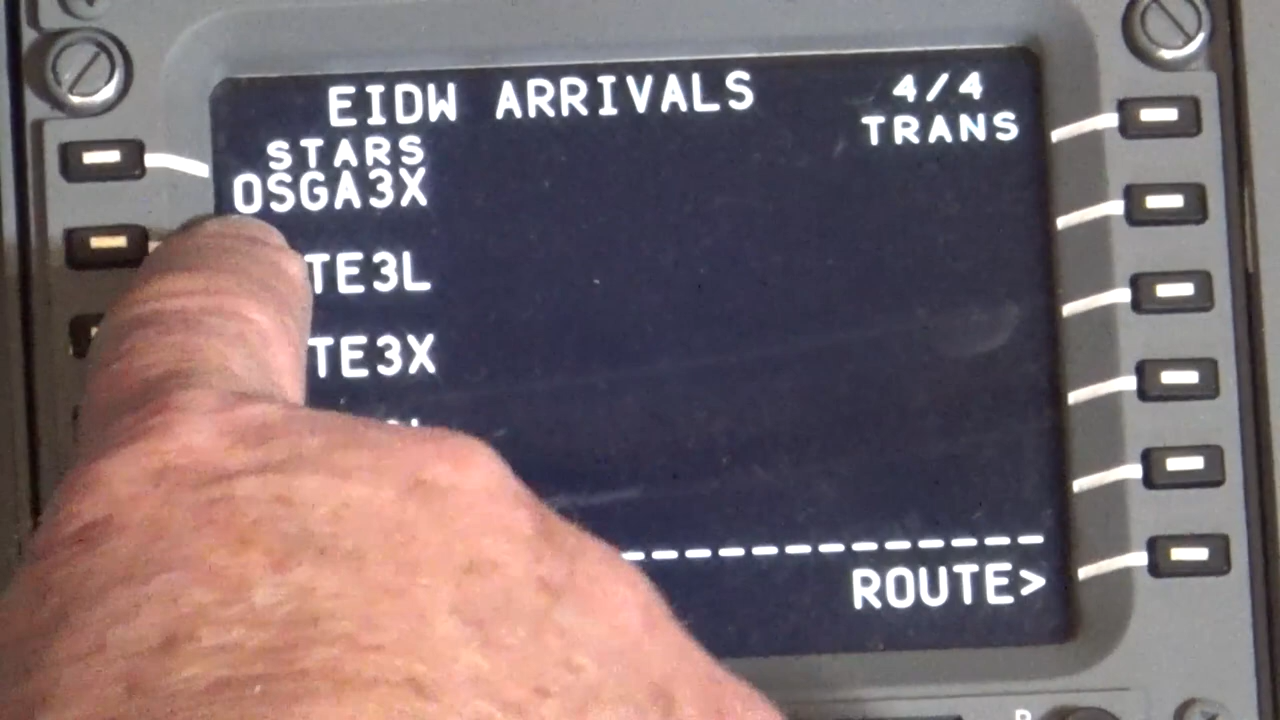 EIDW ARRIVALS 4/4
STARS TRANS
OSGA3X
TE3L
TE3X
ROUTE>